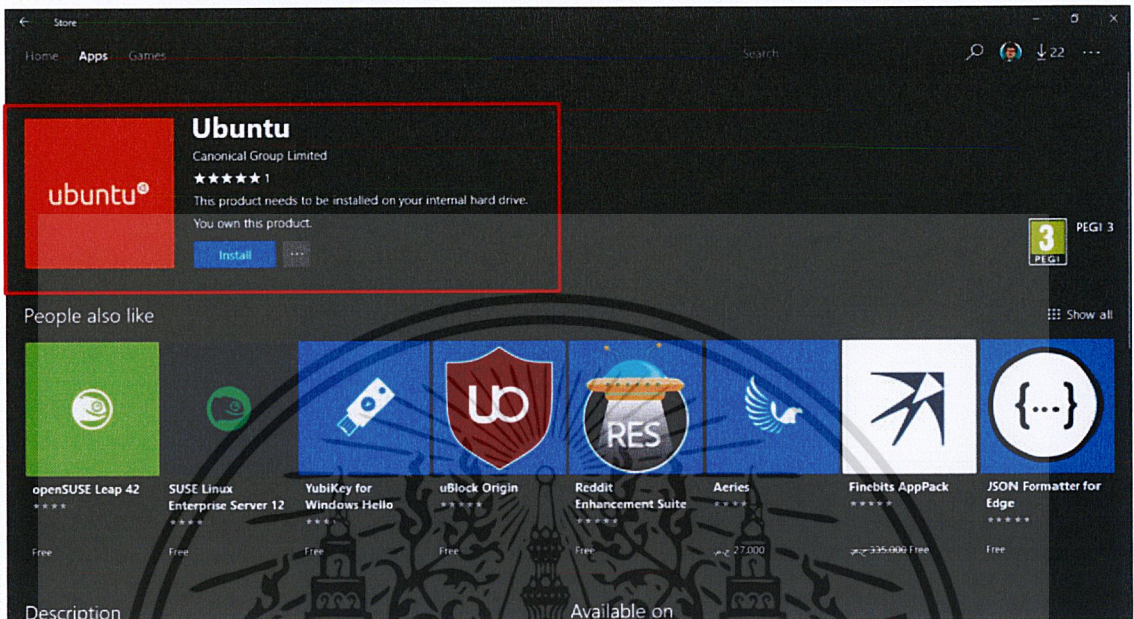 Store
Home Apps Games Search 22 ...
Ubuntu
Canonical Group Limited
ubuntu
★★★★★ 1
This product needs to be installed on your internal hard drive.
You own this product.
Install ...
3 PEGI
PEGI 3
People also like
Show all
UO
RES
{...}
openSUSE Leap 42
SUSE Linux
Enterprise Server 12
YubiKey for
Windows Hello
uBlock Origin
Reddit
Enhancement Suite
Aeries
Finebits AppPack
JSON Formatter for
Edge
Free
Free
Free
Free
Free
27.000
335.000 Free
Free
Description
Available on